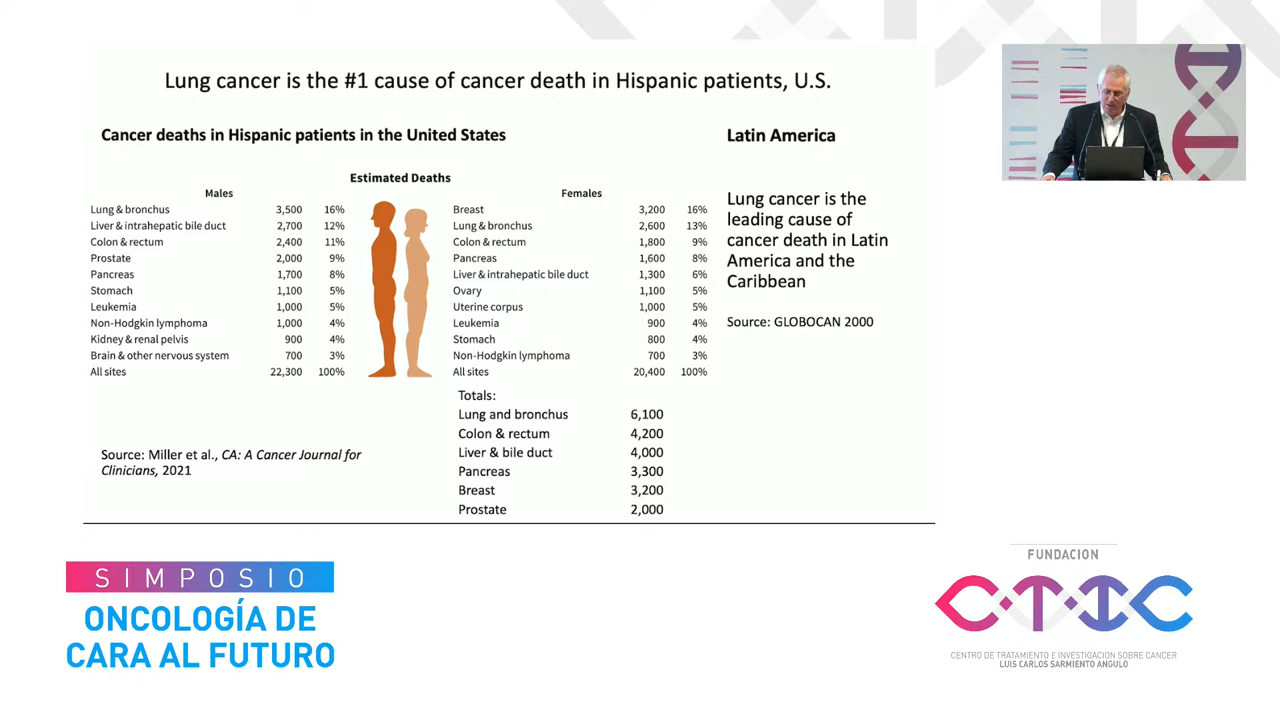 Lung cancer is the #1 cause of cancer death in Hispanic patients, U.S.
Cancer deaths in Hispanic patients in the United States
Estimated Deaths
Males
Lung & bronchus 3,500 16%
Liver & intrahepatic bile duct 2,700 12%
Colon & rectum 2,400 11%
Prostate 2,000 9%
Pancreas 1,700 8%
Stomach 1,100 5%
Leukemia 1,000 5%
Non-Hodgkin lymphoma 1,000 4%
Kidney & renal pelvis 900 4%
Brain & other nervous system 700 3%
All sites 22,300 100%
Females
Breast 3,200 16%
Lung & bronchus 2,600 13%
Colon & rectum 1,800 9%
Pancreas 1,600 8%
Liver & intrahepatic bile duct 1,300 6%
Ovary 1,100 5%
Uterine corpus 1,000 5%
Leukemia 900 4%
Stomach 800 4%
Non-Hodgkin lymphoma 700 3%
All sites 20,400 100%
Totals:
Lung and bronchus 6,100
Colon & rectum 4,200
Liver & bile duct 4,000
Pancreas 3,300
Breast 3,200
Prostate 2,000
Source: Miller et al., CA: A Cancer Journal for
Clinicians, 2021
Latin America
Lung cancer is the
leading cause of
cancer death in Latin
America and the
Caribbean
Source: GLOBOCAN 2000
SIMPOSIO
ONCOLOGÍA DE
CARA AL FUTURO
FUNDACION
CTIC
CENTRO DE TRATAMIENTO E INVESTIGACION SOBRE CANCER
LUIS CARLOS SARMIENTO ANGULO